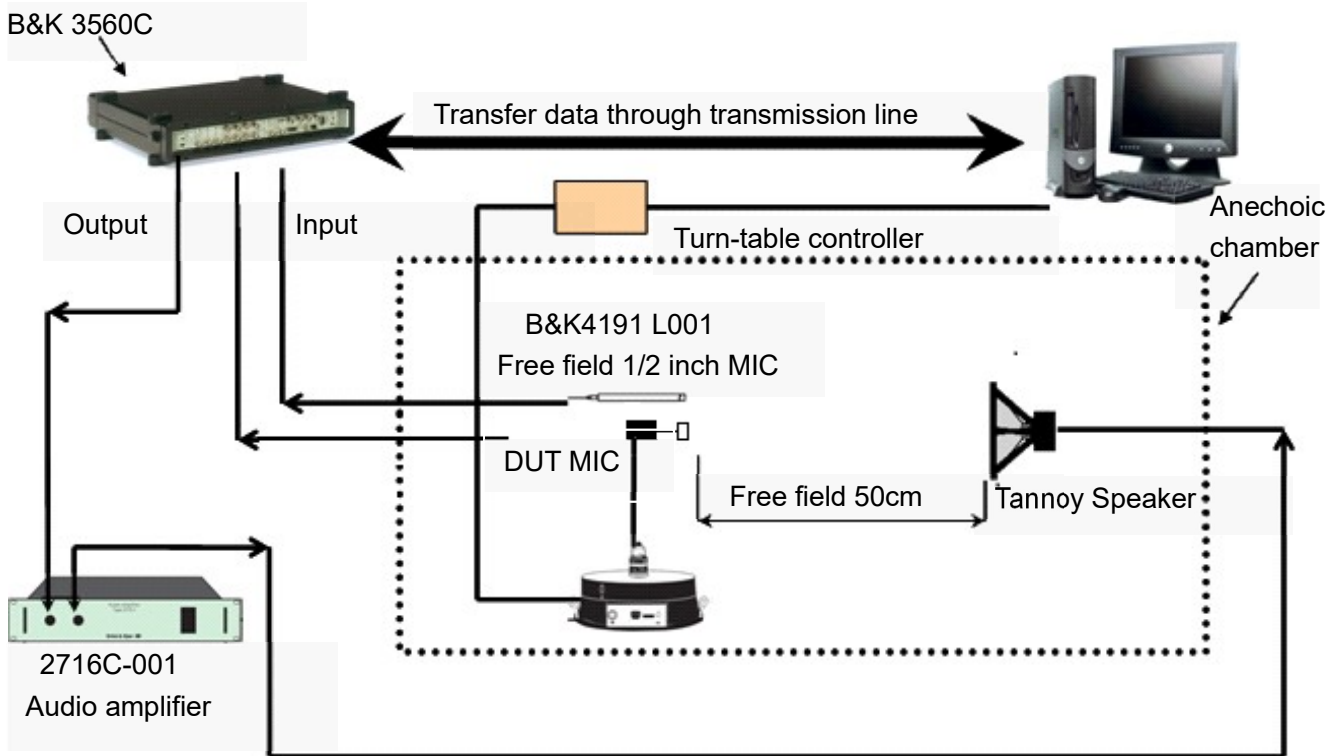 B&K 3560C
Transfer data through transmission line
Output
Input
Turn-table controller
Anechoic
chamber
B&K4191 L001
Free field 1/2 inch MIC
DUT MIC
Free field 50cm
Tannoy Speaker
2716C-001
Audio amplifier